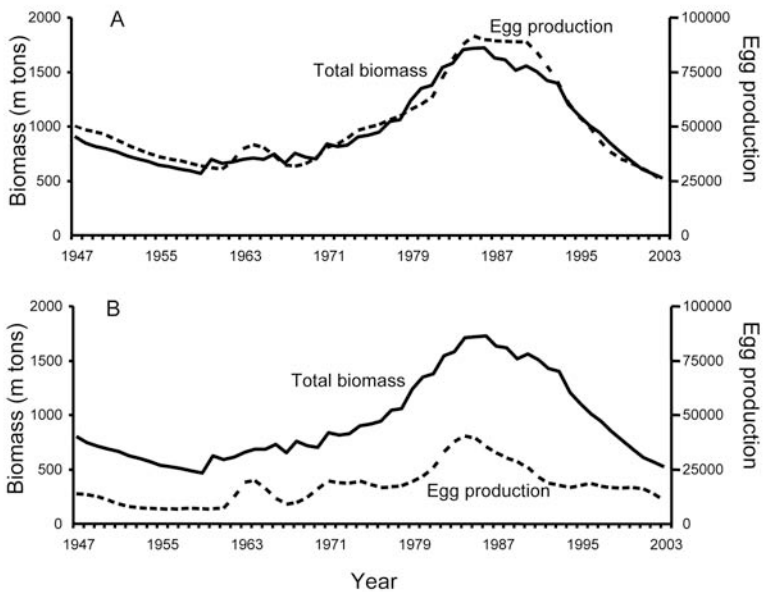 A
Biomass (m tons)
2000
1500
1000
500
0
Total biomass
Egg production
100000
75000
50000
25000
0
Egg production
1947 1955 1963 1971 1979 1987 1995 2003
B
Biomass (m tons)
2000
1500
1000
500
0
Total biomass
Egg production
100000
75000
50000
25000
0
Egg production
1947 1955 1963 1971 1979 1987 1995 2003
Year